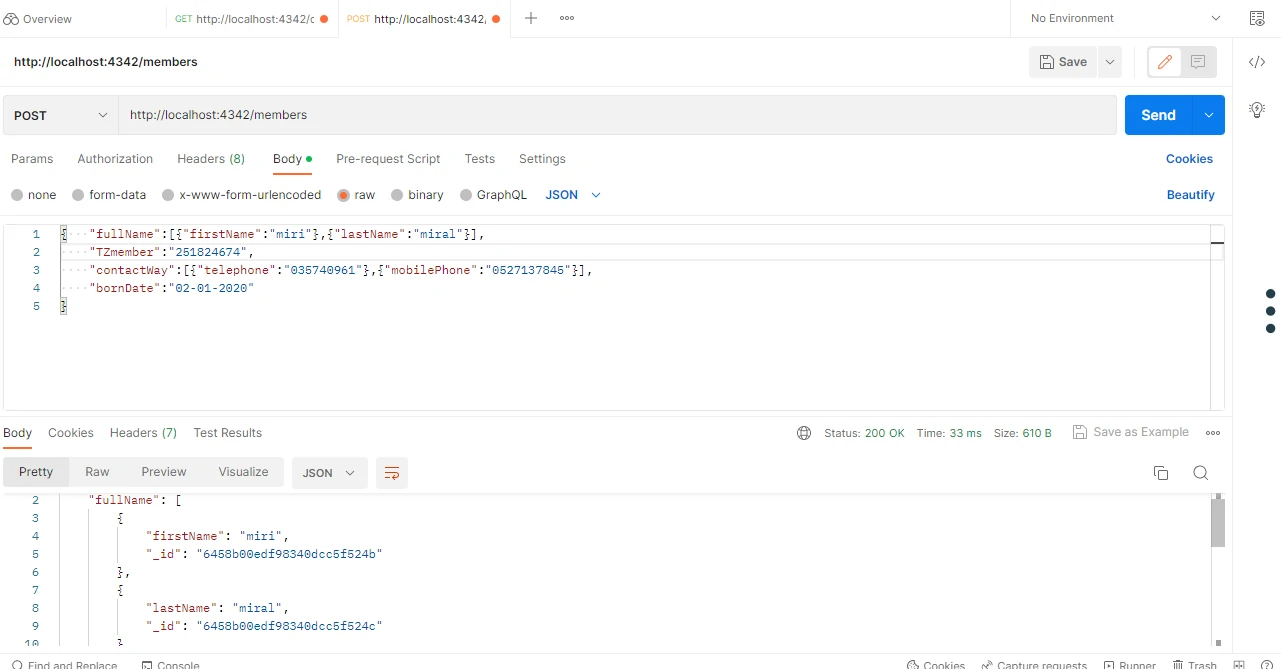 Overview
GET http://localhost:4342/c
POST http://localhost:4342/
No Environment
http://localhost:4342/members
Save
POST
http://localhost:4342/members
Send
Params Authorization Headers (8) Body Pre-request Script Tests Settings Cookies
none form-data x-www-form-urlencoded raw binary GraphQL JSON Beautify
1 { "fullName":[{"firstName":"miri"},{"lastName":"miral"}],
2 "TZmember":"251824674",
3 "contactWay":[{"telephone":"035740961"},{"mobilePhone":"0527137845"}],
4 "bornDate":"02-01-2020"
5 }
Body Cookies Headers (7) Test Results Status: 200 OK Time: 33 ms Size: 610 B Save as Example
Pretty Raw Preview Visualize JSON
2 "fullName": [
3 {
4 "firstName": "miri",
5 "_id": "6458b00edf98340dcc5f524b"
6 },
7 {
8 "lastName": "miral",
9 "_id": "6458b00edf98340dcc5f524c"
10 }
Find and Replace Console Cookies Capture requests Runner Trash